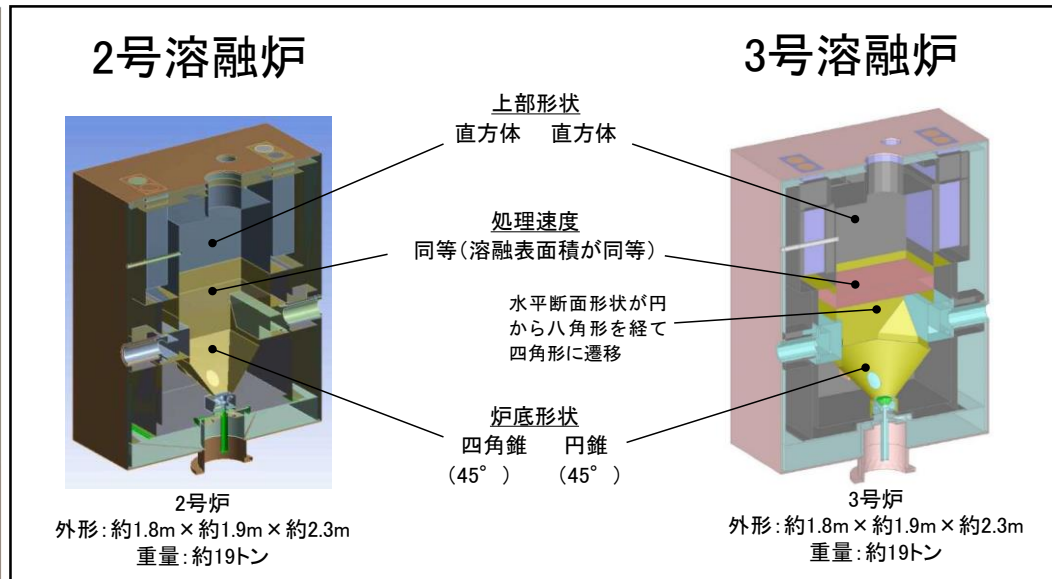 2号溶融炉
3号溶融炉
上部形状
直方体 直方体
処理速度
同等(溶融表面積が同等)
水平断面形状が円
から八角形を経て
四角形に遷移
炉底形状
四角錐 円錐
(45°) (45°)
2号炉
外形:約1.8m×約1.9m×約2.3m
重量:約19トン
3号炉
外形:約1.8m×約1.9m×約2.3m
重量:約19トン